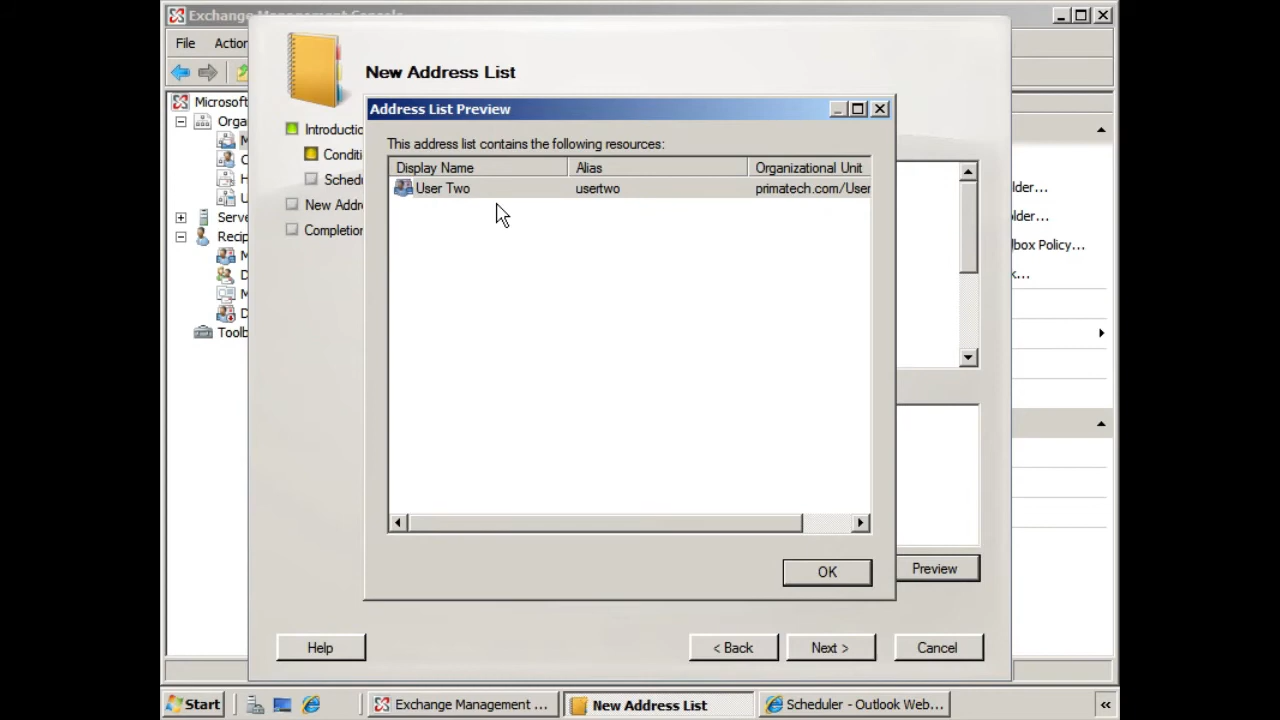 Exchange Management Console
File Action
New Address List
Address List Preview
Microsoft
Introductio
This address list contains the following resources:
Orga
Display Name Alias Organizational Unit
M
Conditi
User Two usertwo primatech.com/User
C
Schedu
lder...
H
U
New Addre
older...
Serve
Completion
Recip
lbox Policy...
M
D
k...
M
D
Toolb
OK
Preview
Help
< Back
Next >
Cancel
Start
Exchange Management ...
New Address List
Scheduler - Outlook Web...
«